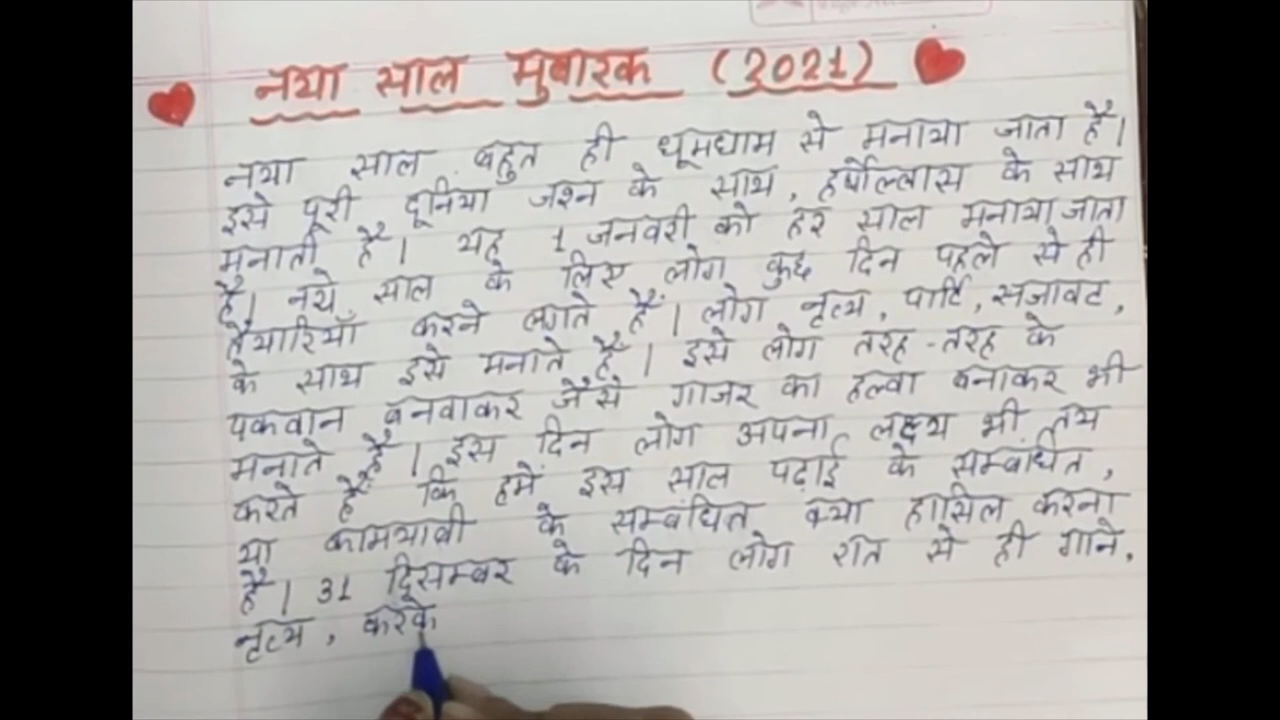 नया साल मुबारक (2021)
नया साल बहुत ही धूमधाम से मनाया जाता है।
इसे पूरी दूनिया जश्न के साथ, हर्षोल्लास के साथ
मनाती है। यह 1 जनवरी को हर साल मनाया जाता
है। नये साल के लिए लोग कुछ दिन पहले से ही
तैयारियाँ करने लगते हैं। लोग नृत्य, पार्टि, सजावट,
के साथ इसे मनाते हैं। इसे लोग तरह-तरह के
पकवान बनवाकर जैसे गाजर का हल्वा बनाकर भी
मनाते हैं। इस दिन लोग अपना लक्ष्य भी तय
करते हैं कि हमें इस साल पढ़ाई के सम्बंधित,
या कामयाबी के सम्बंधित क्या हासिल करना
है। 31 दिसम्बर के दिन लोग रात से ही गाने,
नृत्य, करके